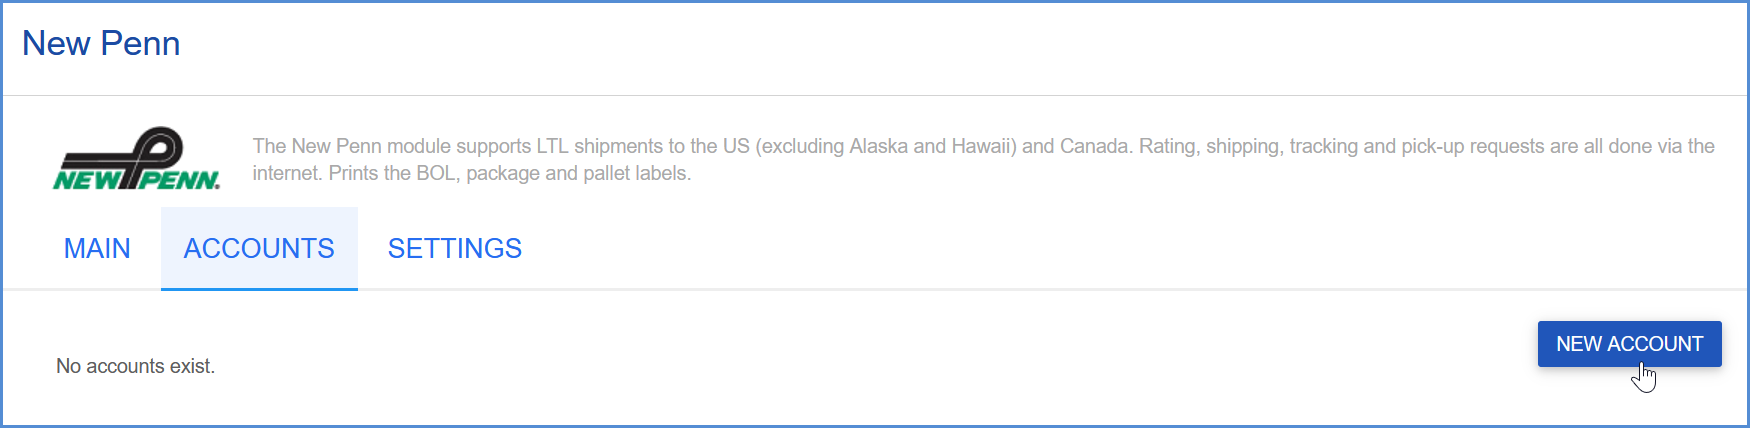 New Penn
NEW PENN.
The New Penn module supports LTL shipments to the US (excluding Alaska and Hawaii) and Canada. Rating, shipping, tracking and pick-up requests are all done via the
internet. Prints the BOL, package and pallet labels.
MAIN ACCOUNTS SETTINGS
NEW ACCOUNT
No accounts exist.